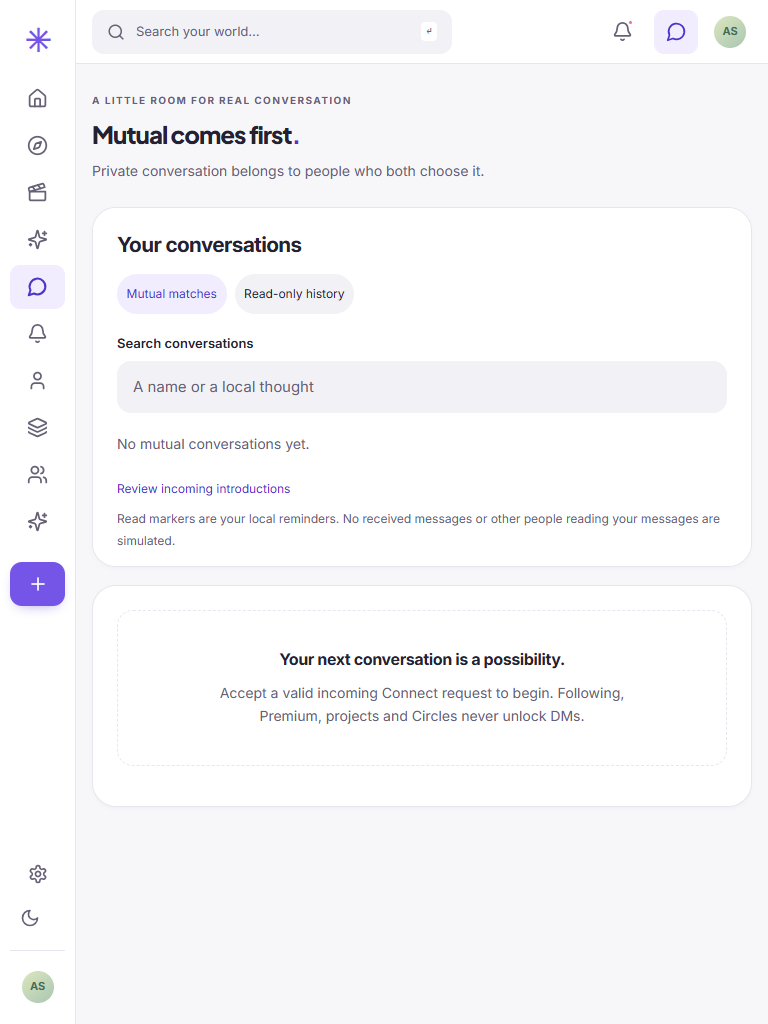 Search your world...
AS
A LITTLE ROOM FOR REAL CONVERSATION
Mutual comes first.
Private conversation belongs to people who both choose it.
Your conversations
Mutual matches
Read-only history
Search conversations
A name or a local thought
No mutual conversations yet.
Review incoming introductions
Read markers are your local reminders. No received messages or other people reading your messages are
simulated.
Your next conversation is a possibility.
Accept a valid incoming Connect request to begin. Following,
Premium, projects and Circles never unlock DMs.
AS